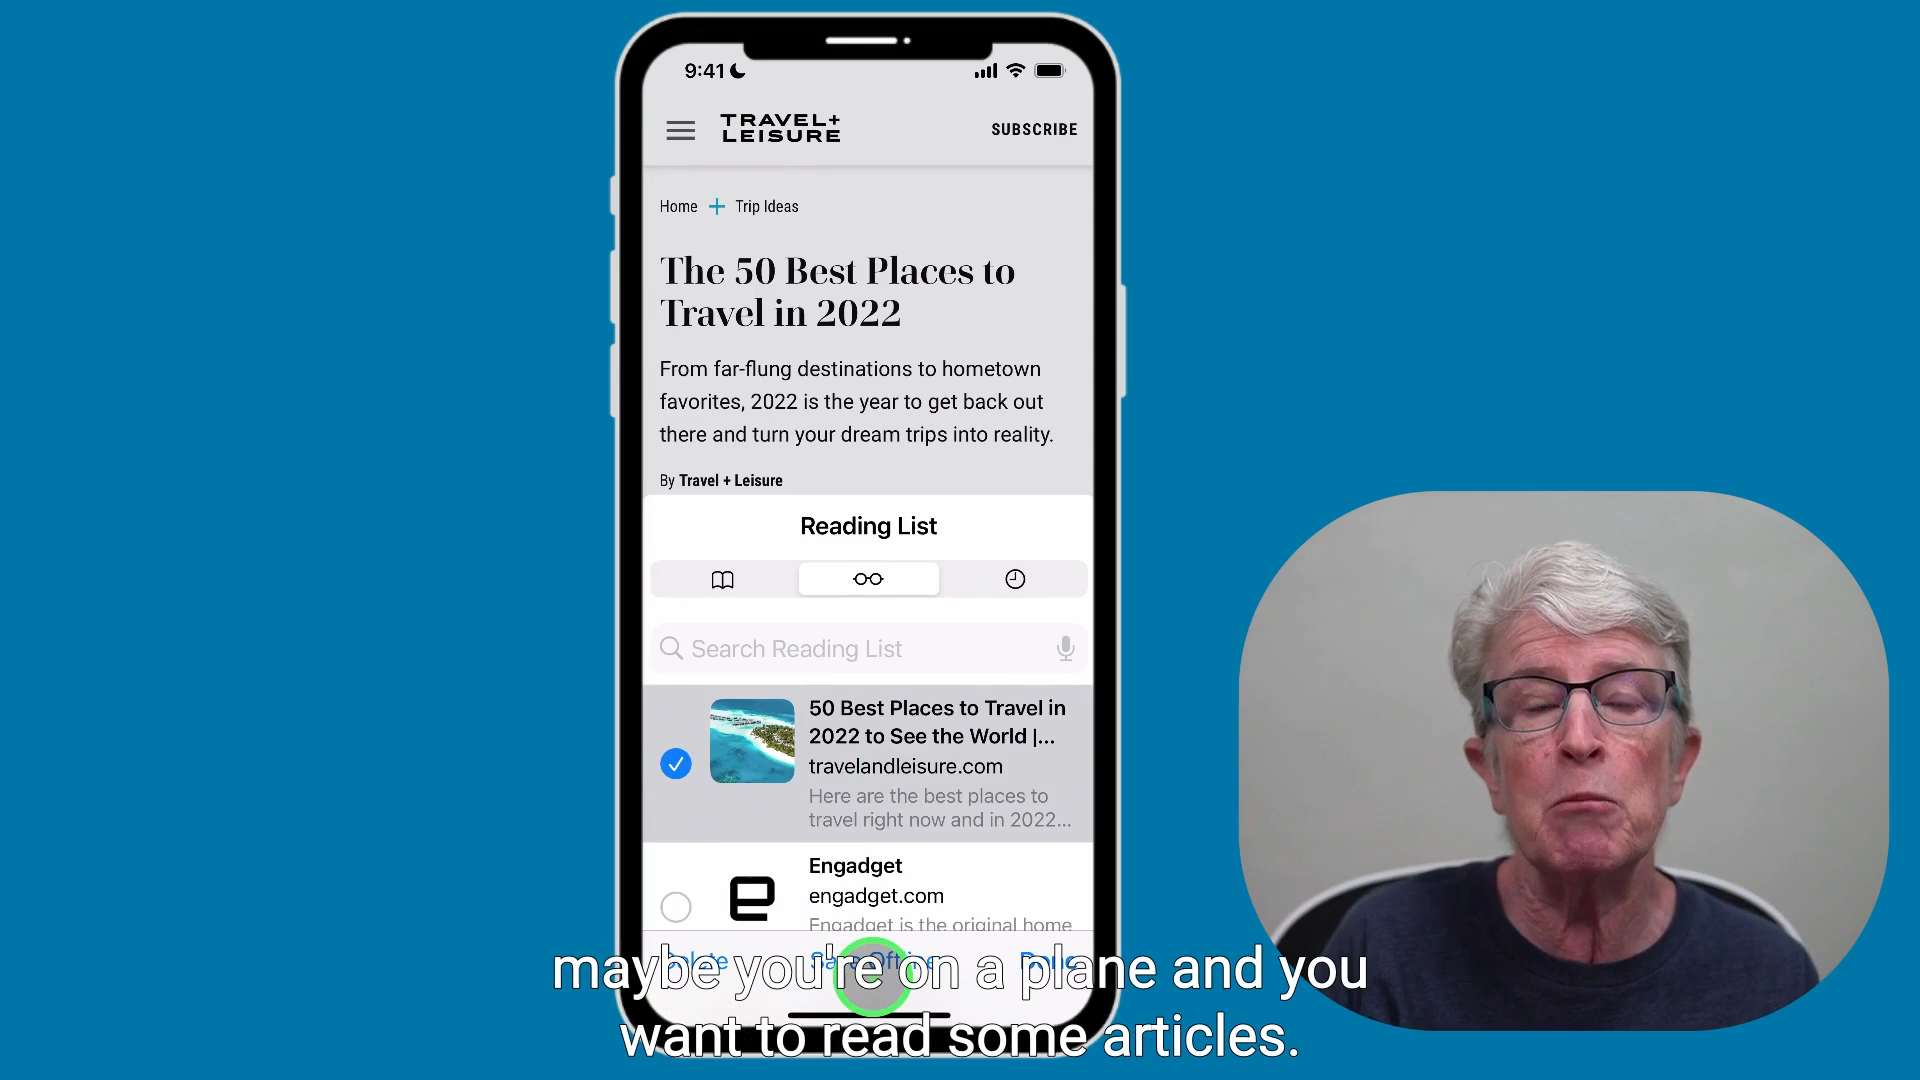 9:41
TRAVEL+
LEISURE
SUBSCRIBE
Home + Trip Ideas
The 50 Best Places to
Travel in 2022
From far-flung destinations to hometown
favorites, 2022 is the year to get back out
there and turn your dream trips into reality.
By Travel + Leisure
Reading List
Search Reading List
50 Best Places to Travel in
2022 to See the World |...
travelandleisure.com
Here are the best places to
travel right now and in 2022...
Engadget
engadget.com
Engadget is the original home
Delete Save Offline Done
maybe you're on a plane and you
want to read some articles.